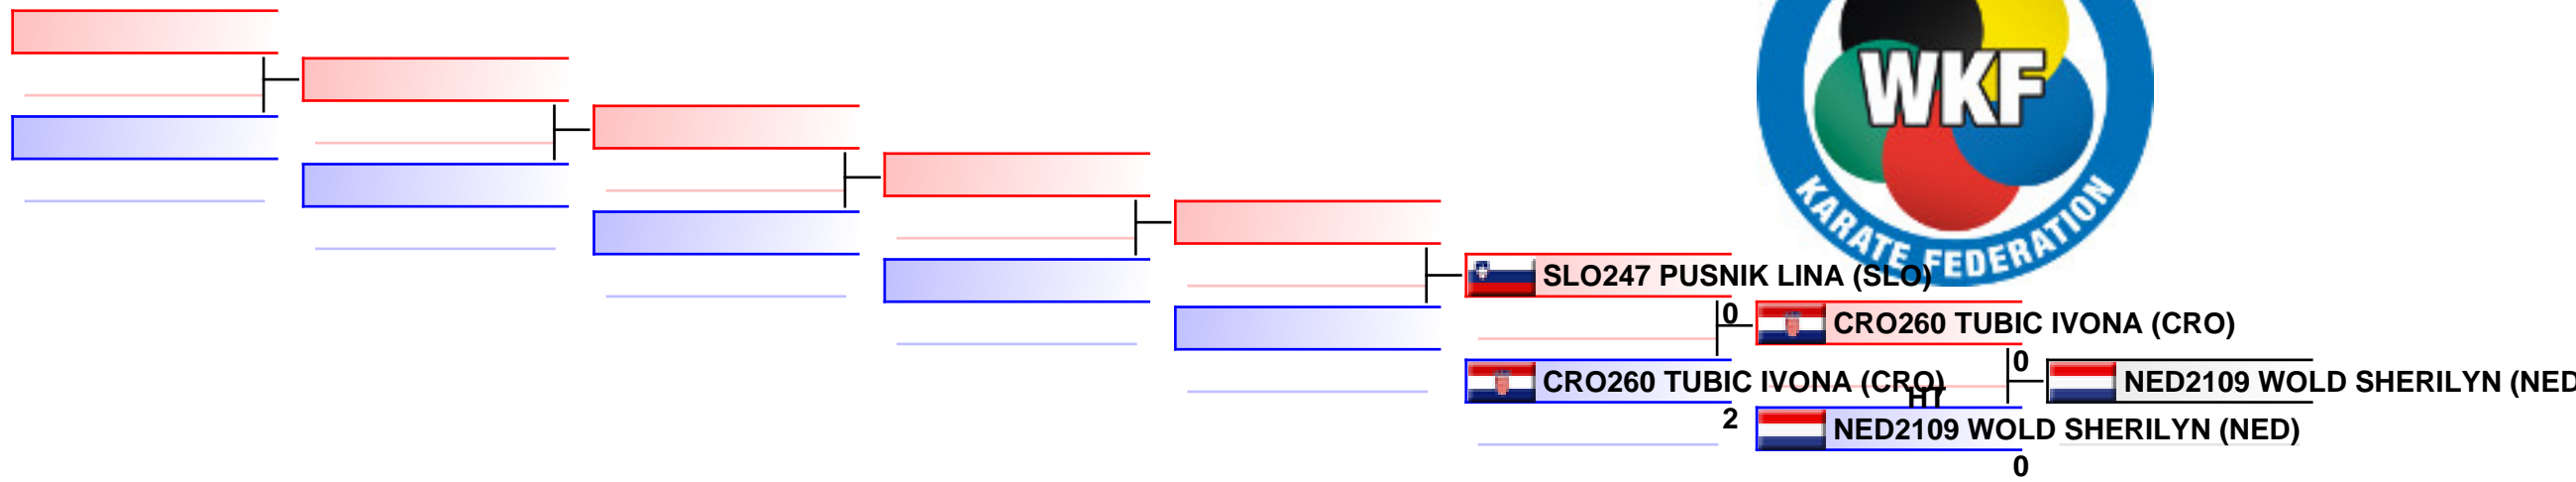 WKF
KARATE FEDERATION
SLO247 PUSNIK LINA (SLO)
0
CRO260 TUBIC IVONA (CRO)
0
CRO260 TUBIC IVONA (CRO)
NED2109 WOLD SHERILYN (NED
HT
2
NED2109 WOLD SHERILYN (NED)
0